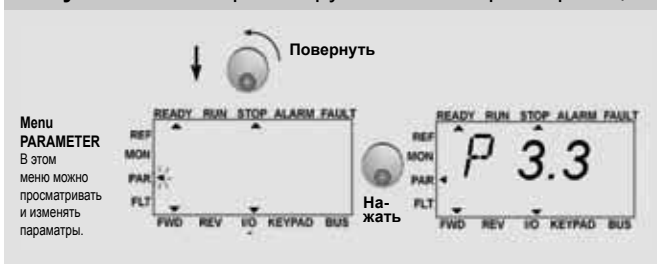 Повернуть
Menu
PARAMETER
В этом
меню можно
просматривать
и изменять
параматры.
READY RUN STOP ALARM FAULT
REF
MON
PAR
FLT
FWD REV I/O KEYPAD BUS
На-
жать
READY RUN STOP ALARM FAULT
REF
MON
PAR
FLT
P 3.3
FWD REV I/O KEYPAD BUS